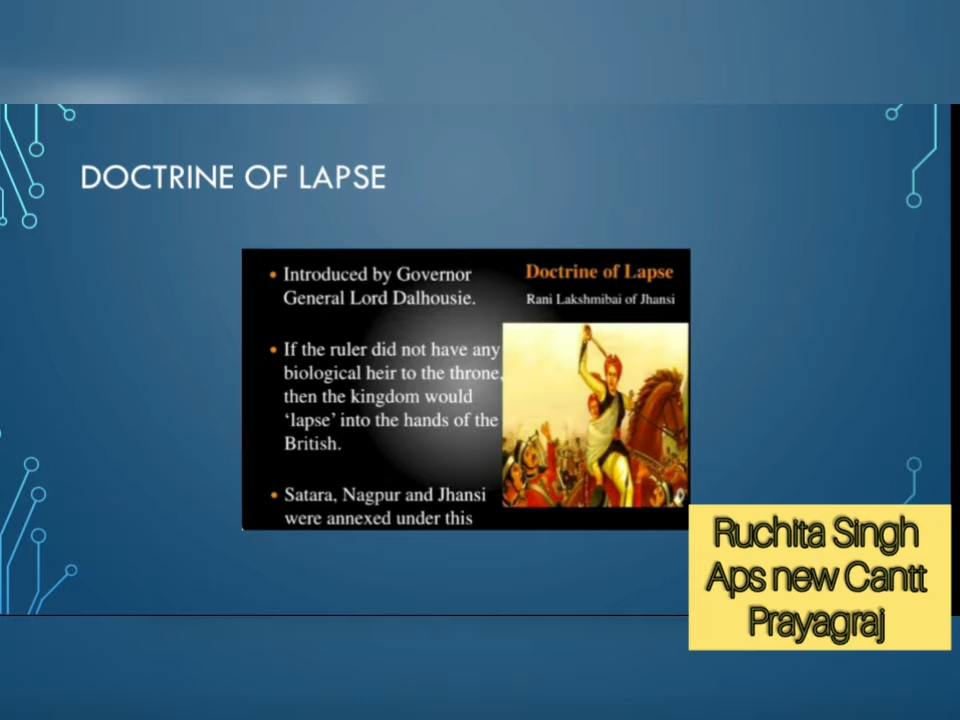 DOCTRINE OF LAPSE
• Introduced by Governor
General Lord Dalhousie.
• If the ruler did not have any
biological heir to the throne,
then the kingdom would
‘lapse’ into the hands of the
British.
• Satara, Nagpur and Jhansi
were annexed under this
Doctrine of Lapse
Rani Lakshmibai of Jhansi
Ruchita Singh
Aps new Cantt
Prayagraj